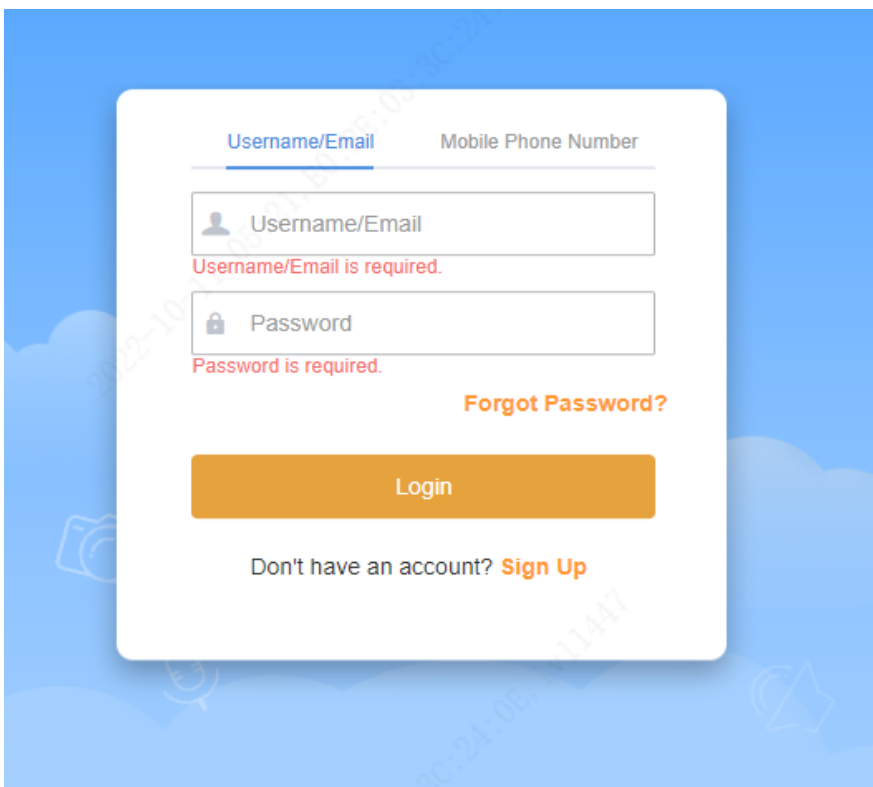 Username/Email Mobile Phone Number
Username/Email
Username/Email is required.
Password
Password is required.
Forgot Password?
Login
Don't have an account? Sign Up